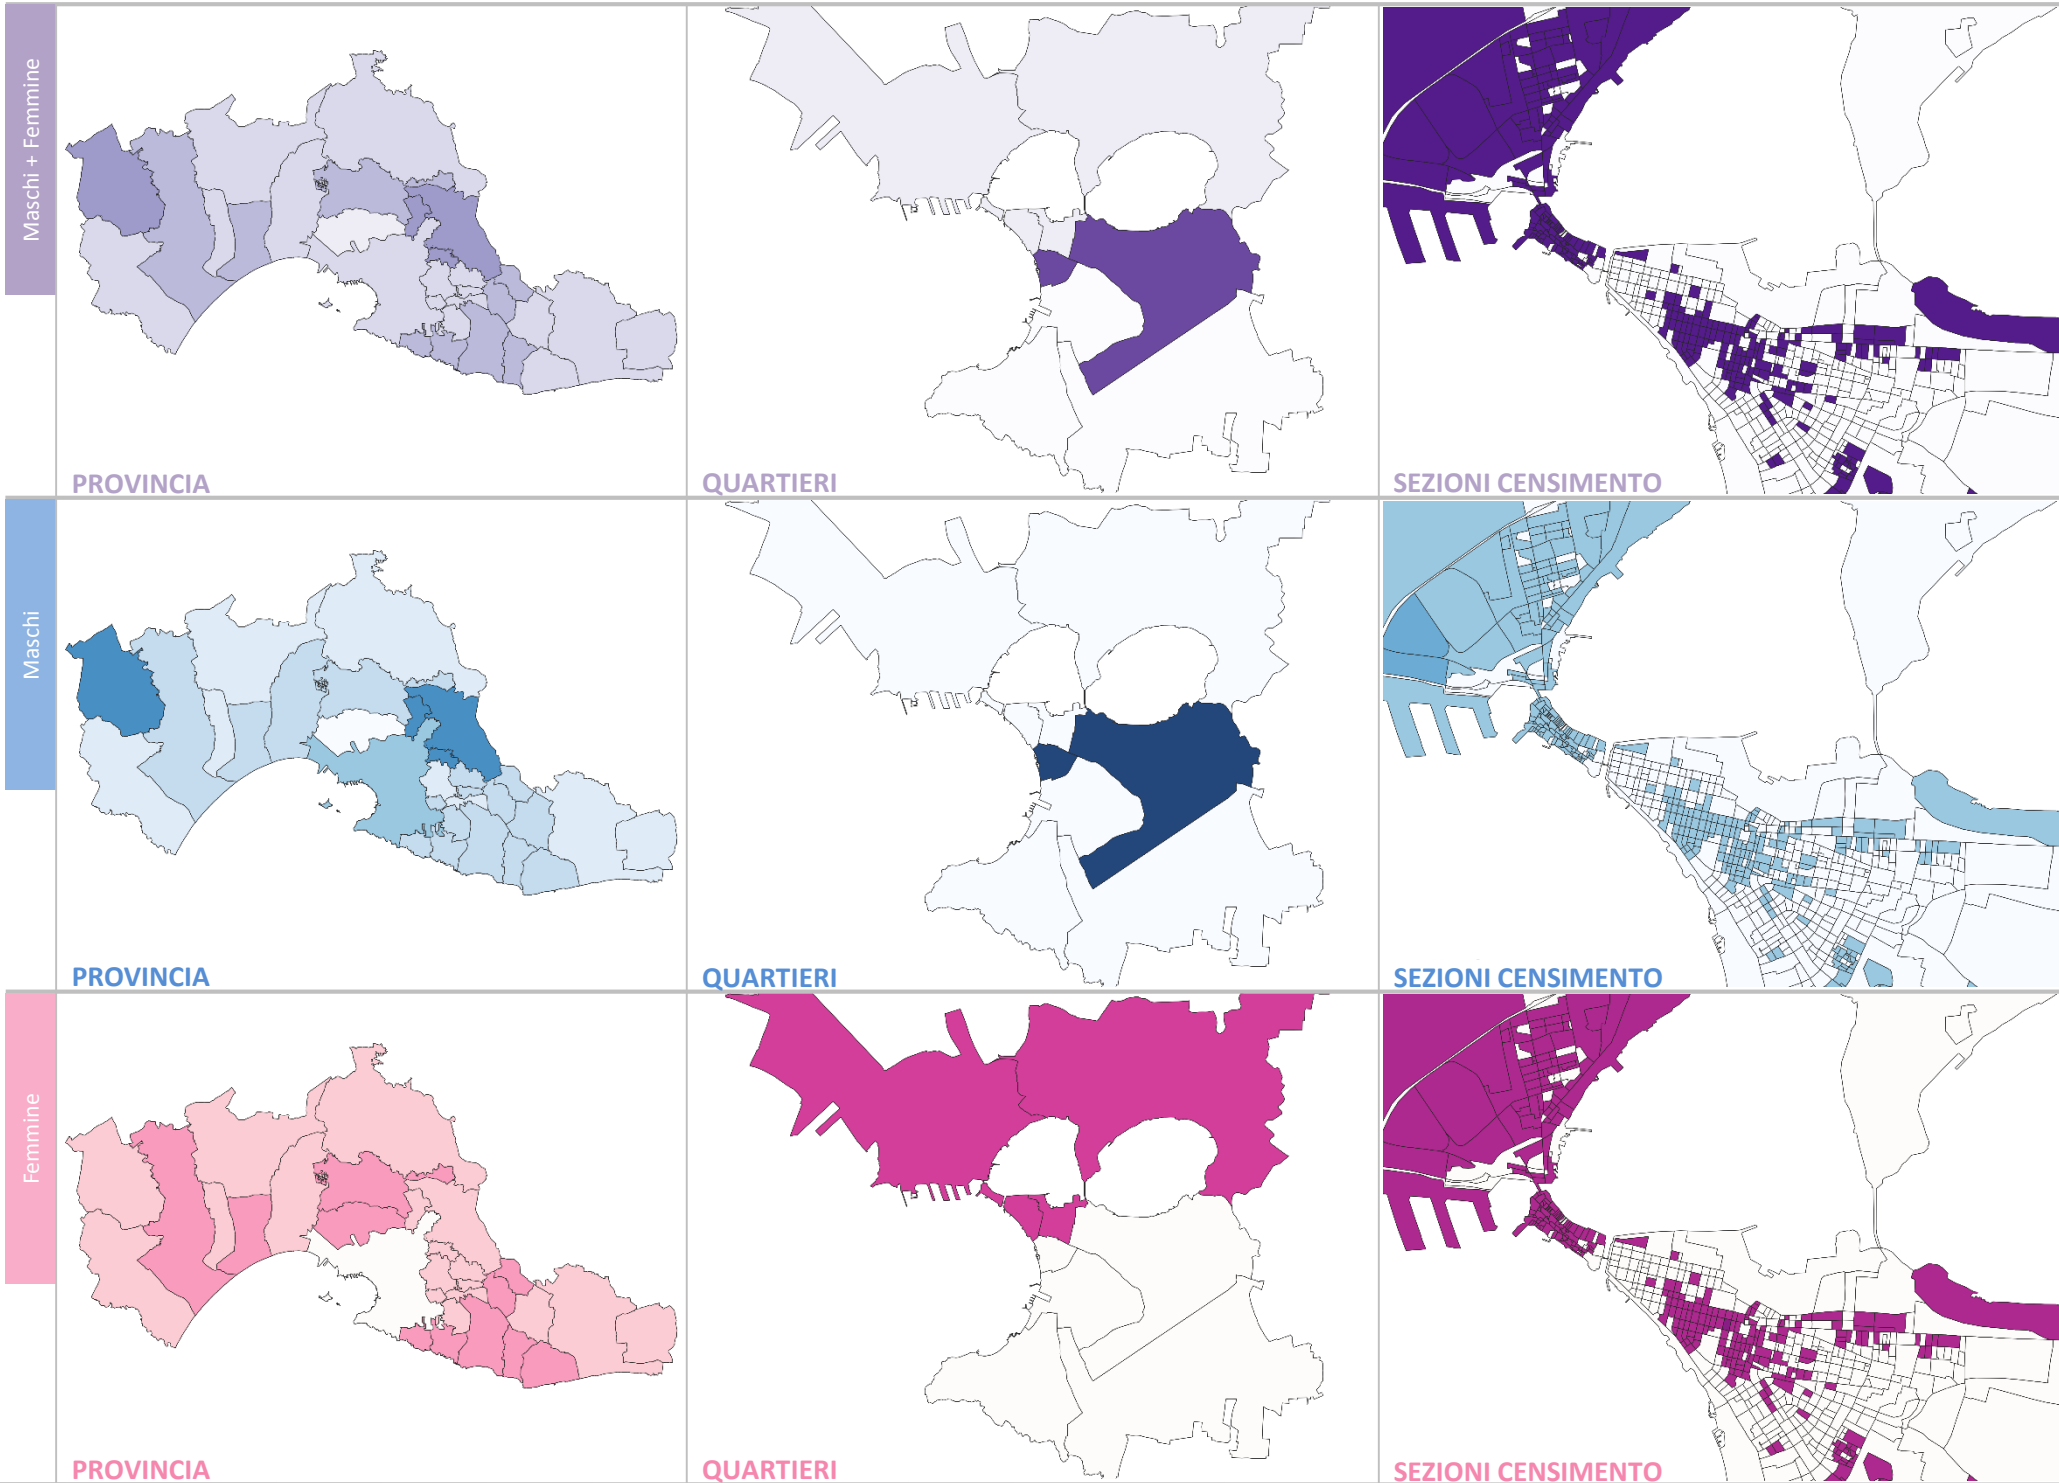 Maschi + Femmine
PROVINCIA
QUARTIERI
SEZIONI CENSIMENTO
Maschi
PROVINCIA
QUARTIERI
SEZIONI CENSIMENTO
Femmine
PROVINCIA
QUARTIERI
SEZIONI CENSIMENTO